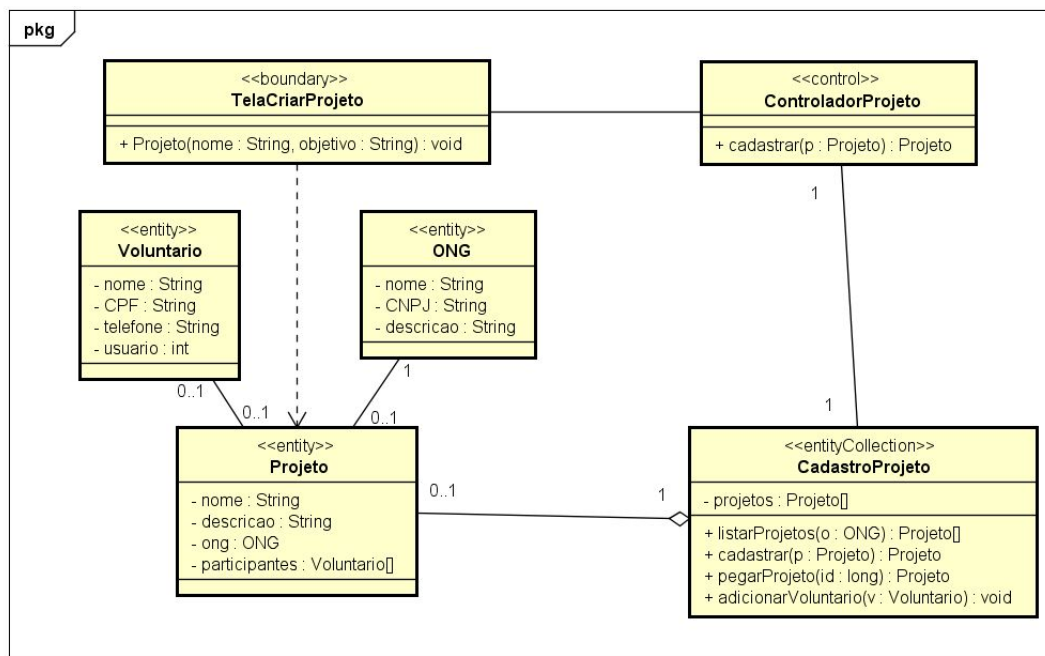 pkg
<<boundary>>
TelaCriarProjeto
+ Projeto(nome : String, objetivo : String) : void
<<control>>
ControladorProjeto
+ cadastrar(p : Projeto) : Projeto
1
1
<<entity>>
Voluntario
- nome : String
- CPF : String
- telefone : String
- usuario : int
0..1
0..1
<<entity>>
ONG
- nome : String
- CNPJ : String
- descricao : String
1
0..1
<<entity>>
Projeto
- nome : String
- descricao : String
- ong : ONG
- participantes : Voluntario[]
0..1
1
<<entityCollection>>
CadastroProjeto
- projetos : Projeto[]
+ listarProjetos(o : ONG) : Projeto[]
+ cadastrar(p : Projeto) : Projeto
+ pegarProjeto(id : long) : Projeto
+ adicionarVoluntario(v : Voluntario) : void